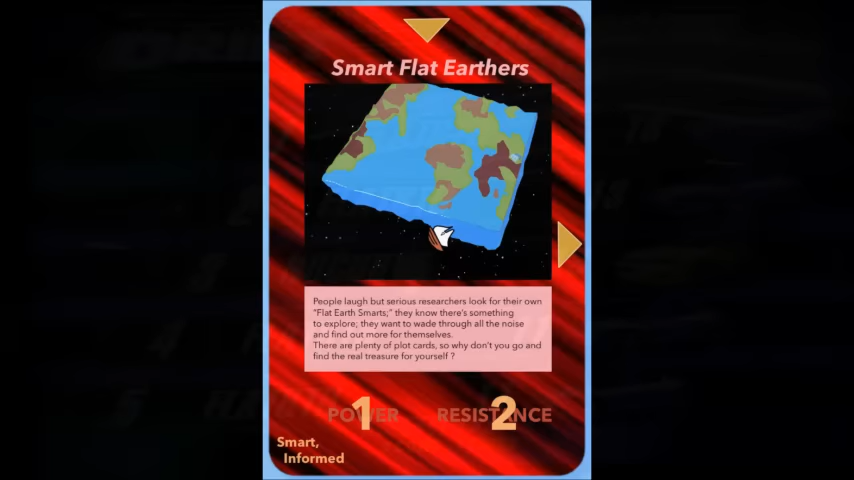 Smart Flat Earthers
People laugh but serious researchers look for their own
"Flat Earth Smarts;" they know there's something
to explore; they want to wade through all the noise
and find out more for themselves.
There are plenty of plot cards, so why don't you go and
find the real treasure for yourself ?
POWER 1 RESISTANCE 2
Smart,
Informed